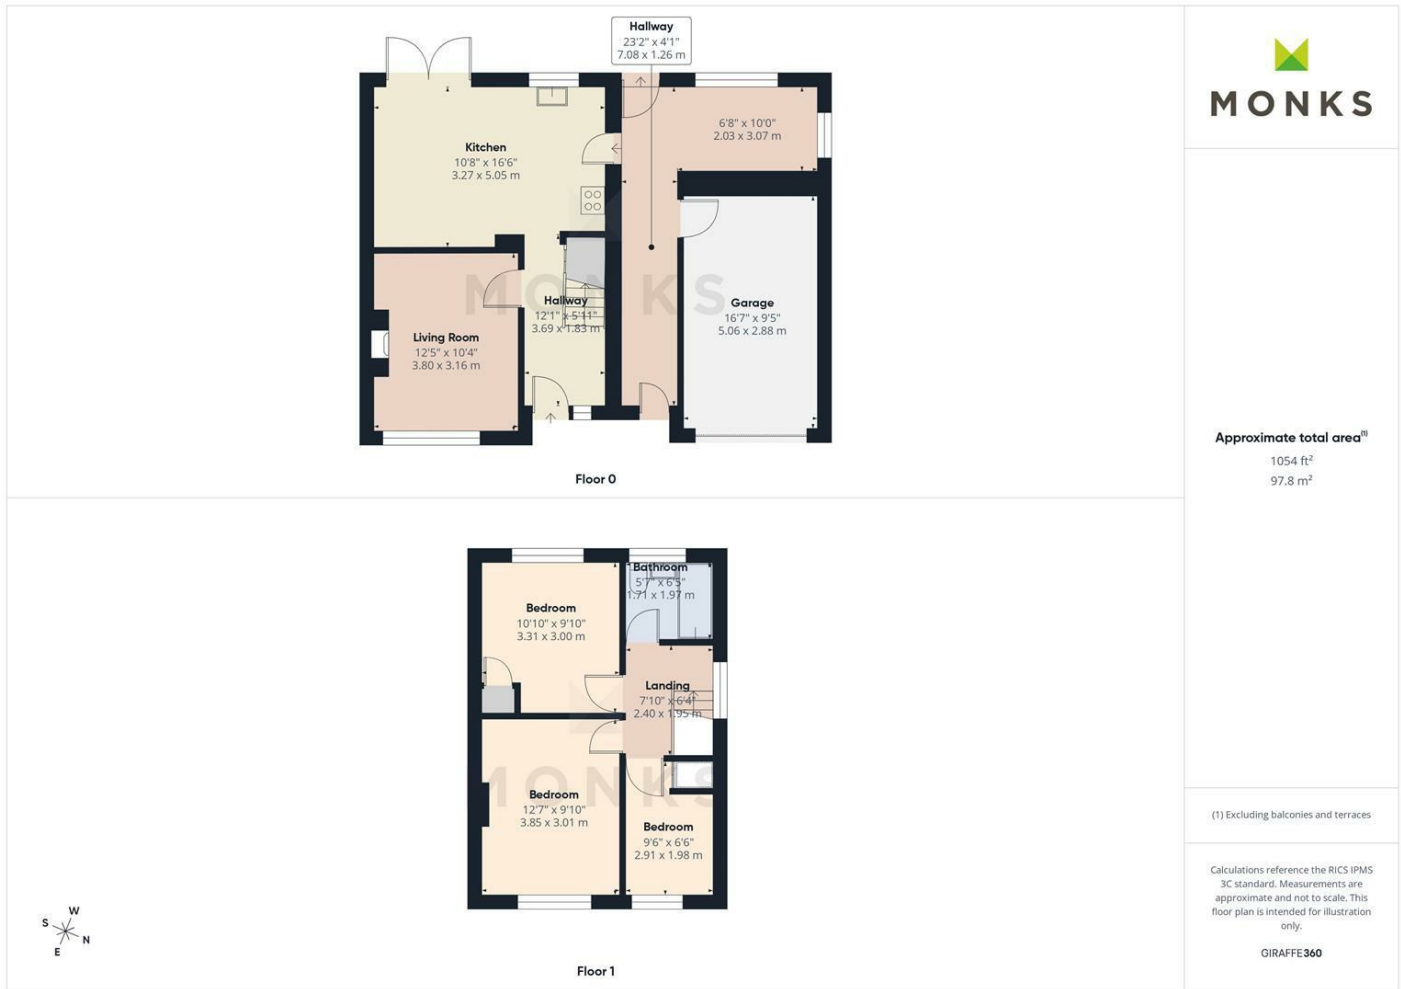 Hallway
23'2" x 4'1"
7.08 x 1.26 m
6'8" x 10'0"
2.03 x 3.07 m
Kitchen
10'8" x 16'6"
3.27 x 5.05 m
Garage
16'7" x 9'5"
5.06 x 2.88 m
Hallway
12'1" x 5'11"
3.69 x 1.83 m
Living Room
12'5" x 10'4"
3.80 x 3.16 m
MONKS
Floor 0
Bathroom
5'7" x 6'5"
1.71 x 1.97 m
Bedroom
10'10" x 9'10"
3.31 x 3.00 m
Landing
7'10" x 6'4"
2.40 x 1.95 m
Bedroom
12'7" x 9'10"
3.85 x 3.01 m
Bedroom
9'6" x 6'6"
2.91 x 1.98 m
MONKS
W
S
N
E
Floor 1
MONKS
Approximate total area(1)
1054 ft²
97.8 m²
(1) Excluding balconies and terraces
Calculations reference the RICS IPMS
3C standard. Measurements are
approximate and not to scale. This
floor plan is intended for illustration
only.
GIRAFFE360